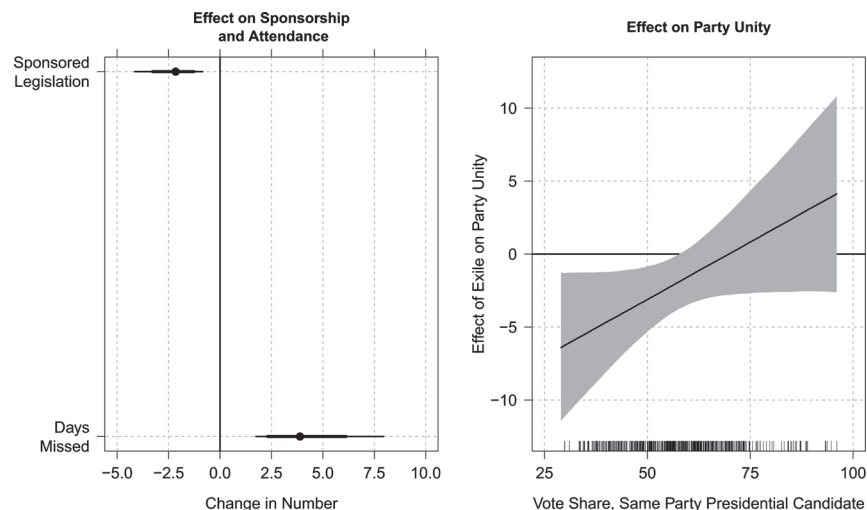 Effect on Sponsorship
and Attendance
Sponsored
Legislation
Days
Missed
−5.0 −2.5 0.0 2.5 5.0 7.5 10.0
Change in Number
Effect on Party Unity
Effect of Exile on Party Unity
10
5
0
−5
−10
25 50 75 100
Vote Share, Same Party Presidential Candidate